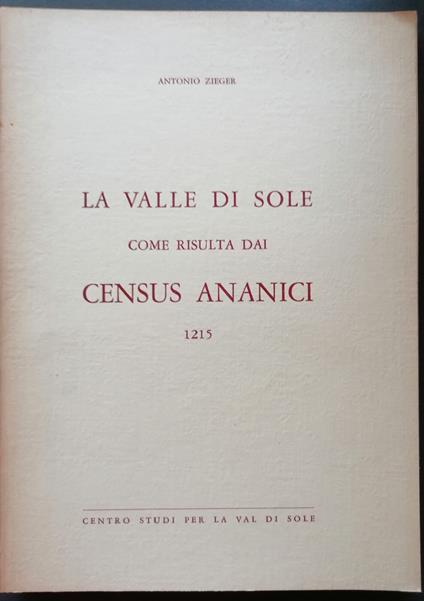 ANTONIO ZIEGER
LA VALLE DI SOLE
COME RISULTA DAI
CENSUS ANANICI
1215
CENTRO STUDI PER LA VAL DI SOLE